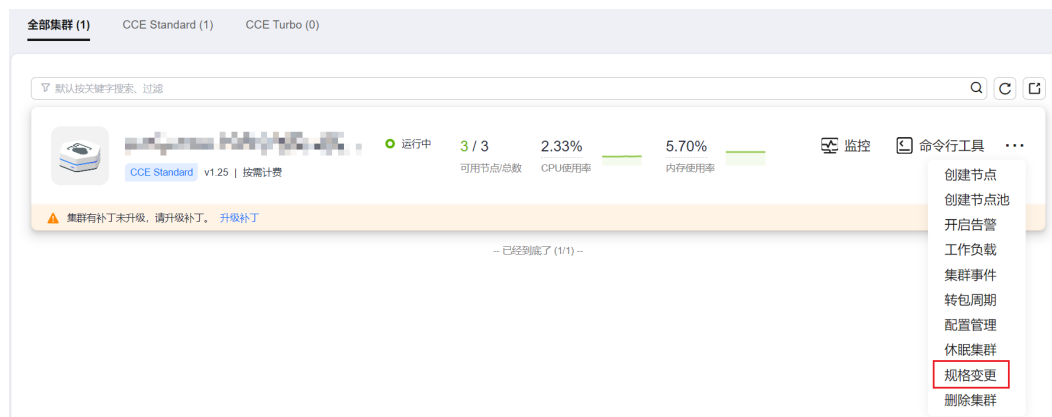 全部集群 (1) CCE Standard (1) CCE Turbo (0)
默认按关键字搜索、过滤
运行中 3 / 3 2.33% 5.70% 监控 命令行工具 ···
可用节点/总数 CPU使用率 内存使用率
CCE Standard v1.25 | 按需计费
集群有补丁未升级，请升级补丁。 升级补丁
-- 已经到底了 (1/1) --
创建节点
创建节点池
开启告警
工作负载
集群事件
转包周期
配置管理
休眠集群
规格变更
删除集群